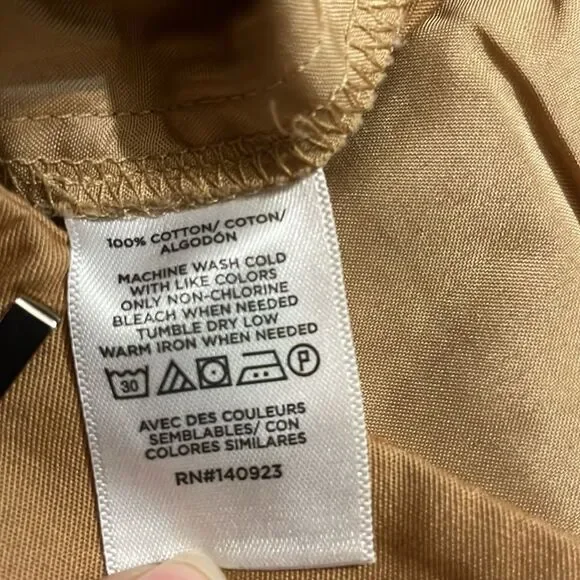 100% COTTON/ COTON/
ALGODÓN
MACHINE WASH COLD
WITH LIKE COLORS
ONLY NON-CHLORINE
BLEACH WHEN NEEDED
TUMBLE DRY LOW
WARM IRON WHEN NEEDED
30 P
AVEC DES COULEURS
SEMBLABLES/ CON
COLORES SIMILARES
RN#140923